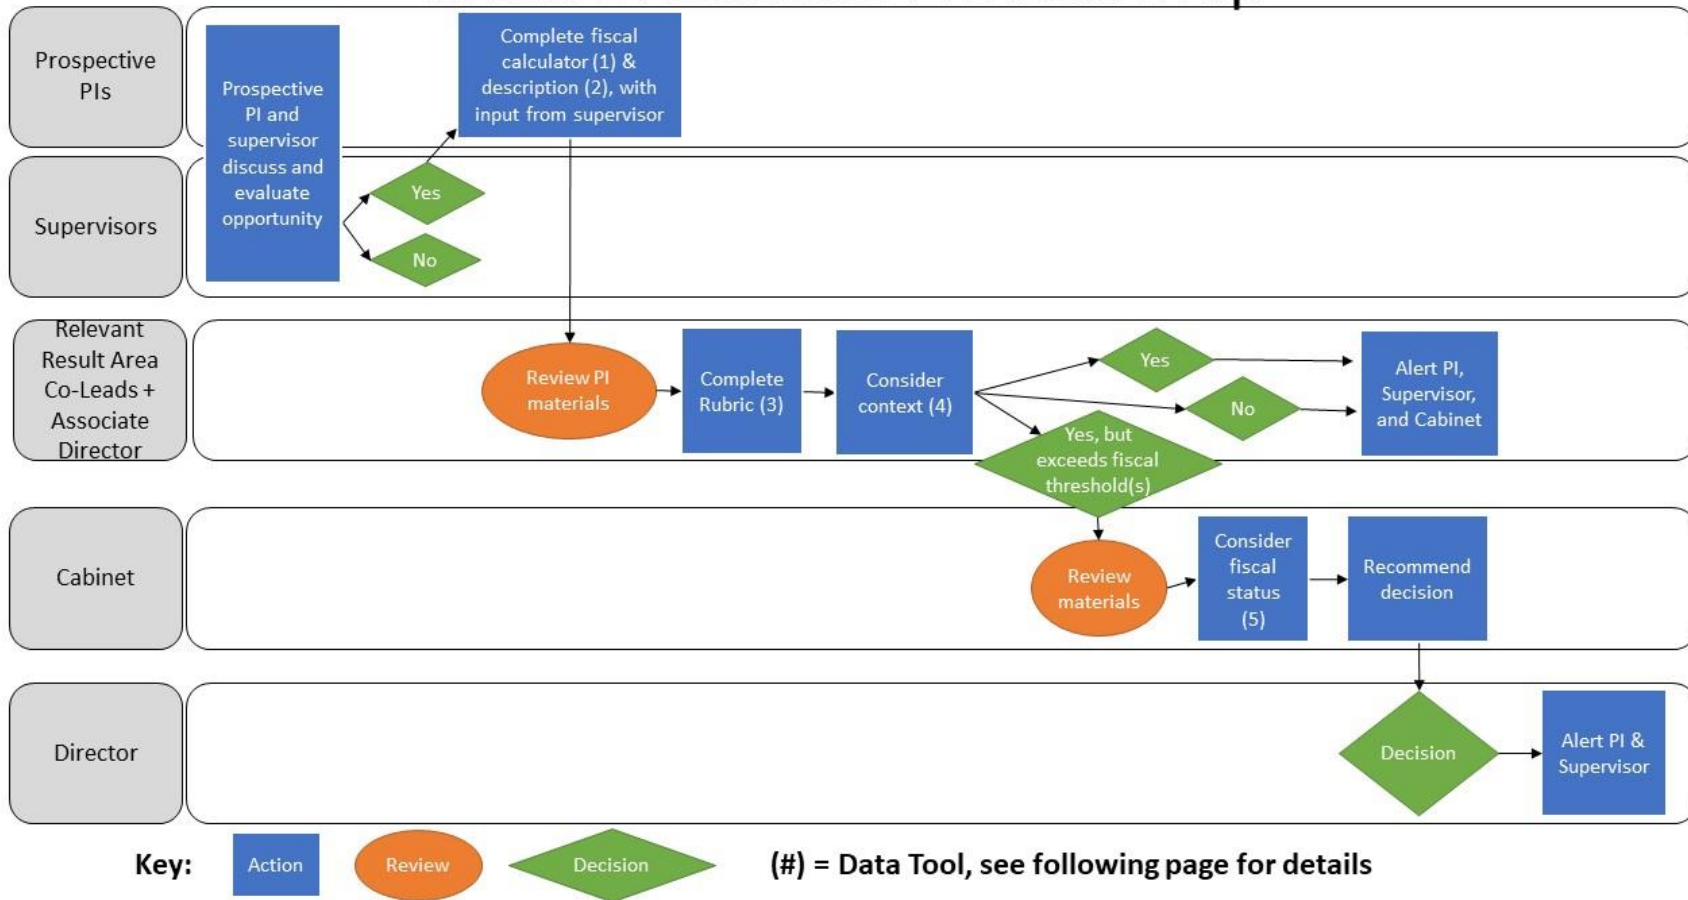 Prospective
PIs
Prospective
PI and
supervisor
discuss and
evaluate
opportunity
Complete fiscal
calculator (1) &
description (2), with
input from supervisor
Supervisors
Yes
No
Relevant
Result Area
Co-Leads +
Associate
Director
Review PI
materials
Complete
Rubric (3)
Consider
context (4)
Yes
No
Yes, but
exceeds fiscal
threshold(s)
Alert PI,
Supervisor,
and Cabinet
Cabinet
Review
materials
Consider
fiscal
status
(5)
Recommend
decision
Director
Decision
Alert PI &
Supervisor
Key:
Action
Review
Decision
(#) = Data Tool, see following page for details